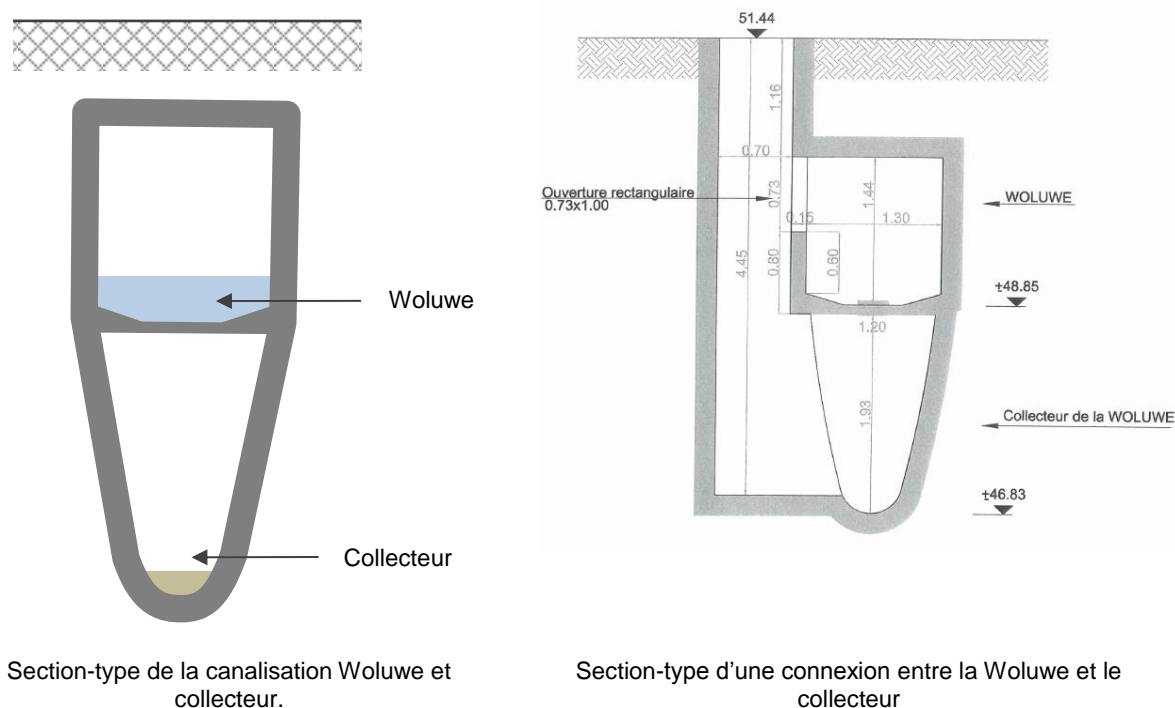 Woluwe
Collecteur
Section-type de la canalisation Woluwe et
collecteur.
51.44
1.16
0.70
Ouverture rectangulaire
0.73x1.00
0.73
1.44
WOLUWE
0.15
1.30
4.45
0.80
0.60
±48.85
1.20
1.93
Collecteur de la WOLUWE
±46.83
Section-type d'une connexion entre la Woluwe et le
collecteur